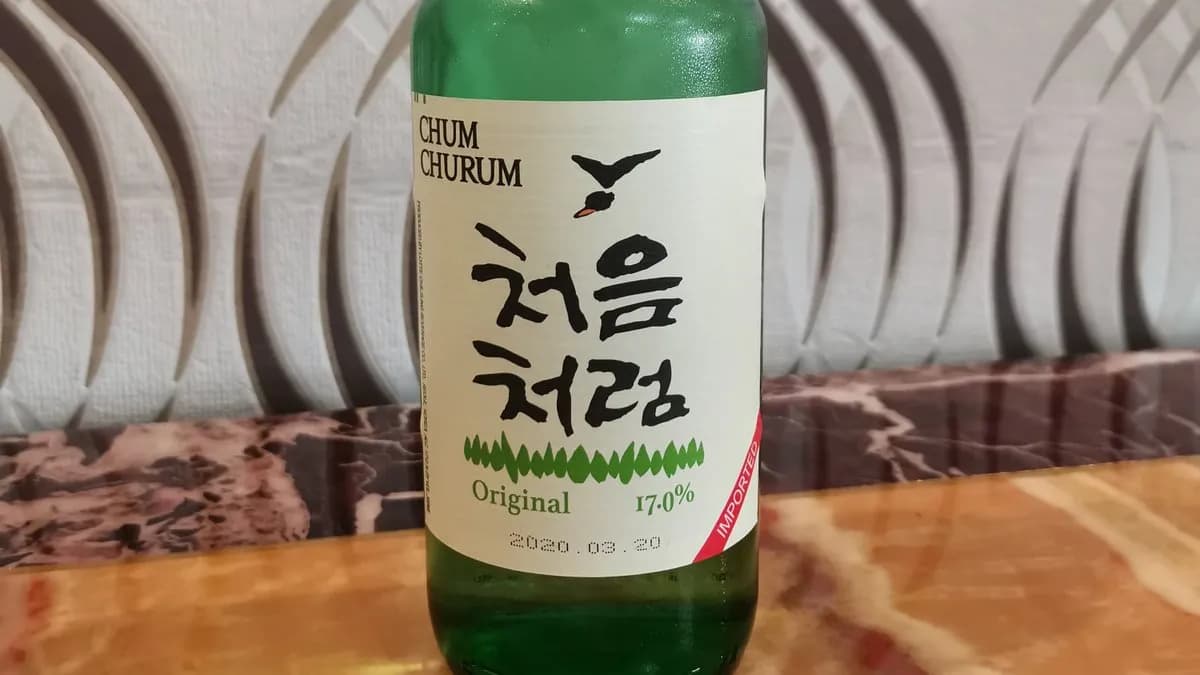 CHUM
CHURUM
처음
처럼
Original 17.0%
2020.03.20
IMPORTED